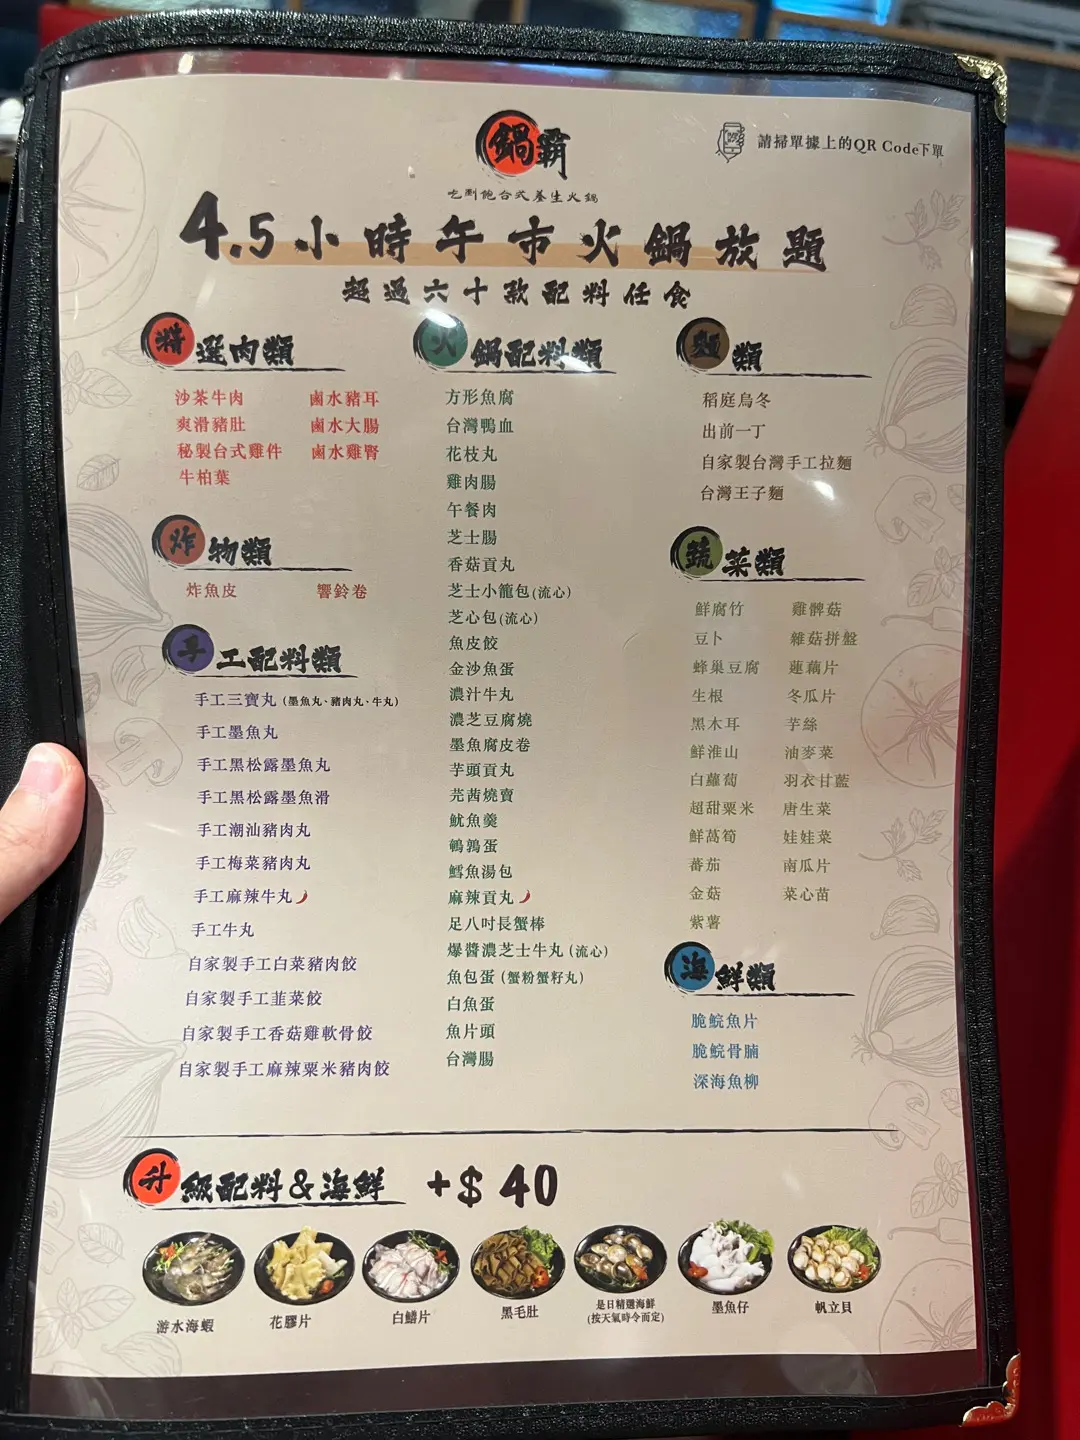 鍋霸
吃劃飽台式養生火鍋
請掃單據上的QR Code下單
4.5小時午市火鍋放題
超過六十款配料任食
精選肉類
沙茶牛肉
鹵水豬耳
爽滑豬肚
鹵水大腸
秘製台式雞件
鹵水雞腎
牛柏葉
炸物類
炸魚皮
響鈴卷
手工配料類
手工三寶丸(墨魚丸、豬肉丸、牛丸)
手工墨魚丸
手工黑松露墨魚丸
手工黑松露墨魚滑
手工潮汕豬肉丸
手工梅菜豬肉丸
手工麻辣牛丸
手工牛丸
自家製手工白菜豬肉餃
自家製手工韮菜餃
自家製手工香菇雞軟骨餃
自家製手工麻辣粟米豬肉餃
火鍋配料類
方形魚腐
台灣鴨血
花枝丸
雞肉腸
午餐肉
芝士腸
香菇貢丸
芝士小籠包(流心)
芝心包(流心)
魚皮餃
金沙魚蛋
濃汁牛丸
濃芝豆腐燒
墨魚腐皮卷
芋頭貢丸
芫茜燒賣
魷魚羹
鵪鶉蛋
鱈魚湯包
麻辣貢丸
足八吋長蟹棒
爆醬濃芝士牛丸(流心)
魚包蛋(蟹粉蟹籽丸)
白魚蛋
魚片頭
台灣腸
麵類
稻庭烏冬
出前一丁
自家製台灣手工拉麵
台灣王子麵
蔬菜類
鮮腐竹
雞髀菇
豆卜
雜菇拼盤
蜂巢豆腐
蓮藕片
生根
冬瓜片
黑木耳
芋絲
鮮淮山
油麥菜
白蘿蔔
羽衣甘藍
超甜粟米
唐生菜
鮮萵筍
娃娃菜
蕃茄
南瓜片
金菇
菜心苗
紫薯
海鮮類
脆鯇魚片
脆鯇骨腩
深海魚柳
升級配料&海鮮 +$40
游水海蝦
花膠片
白鱔片
黑毛肚
是日精選海鮮
(按天氣時令而定)
墨魚仔
帆立貝